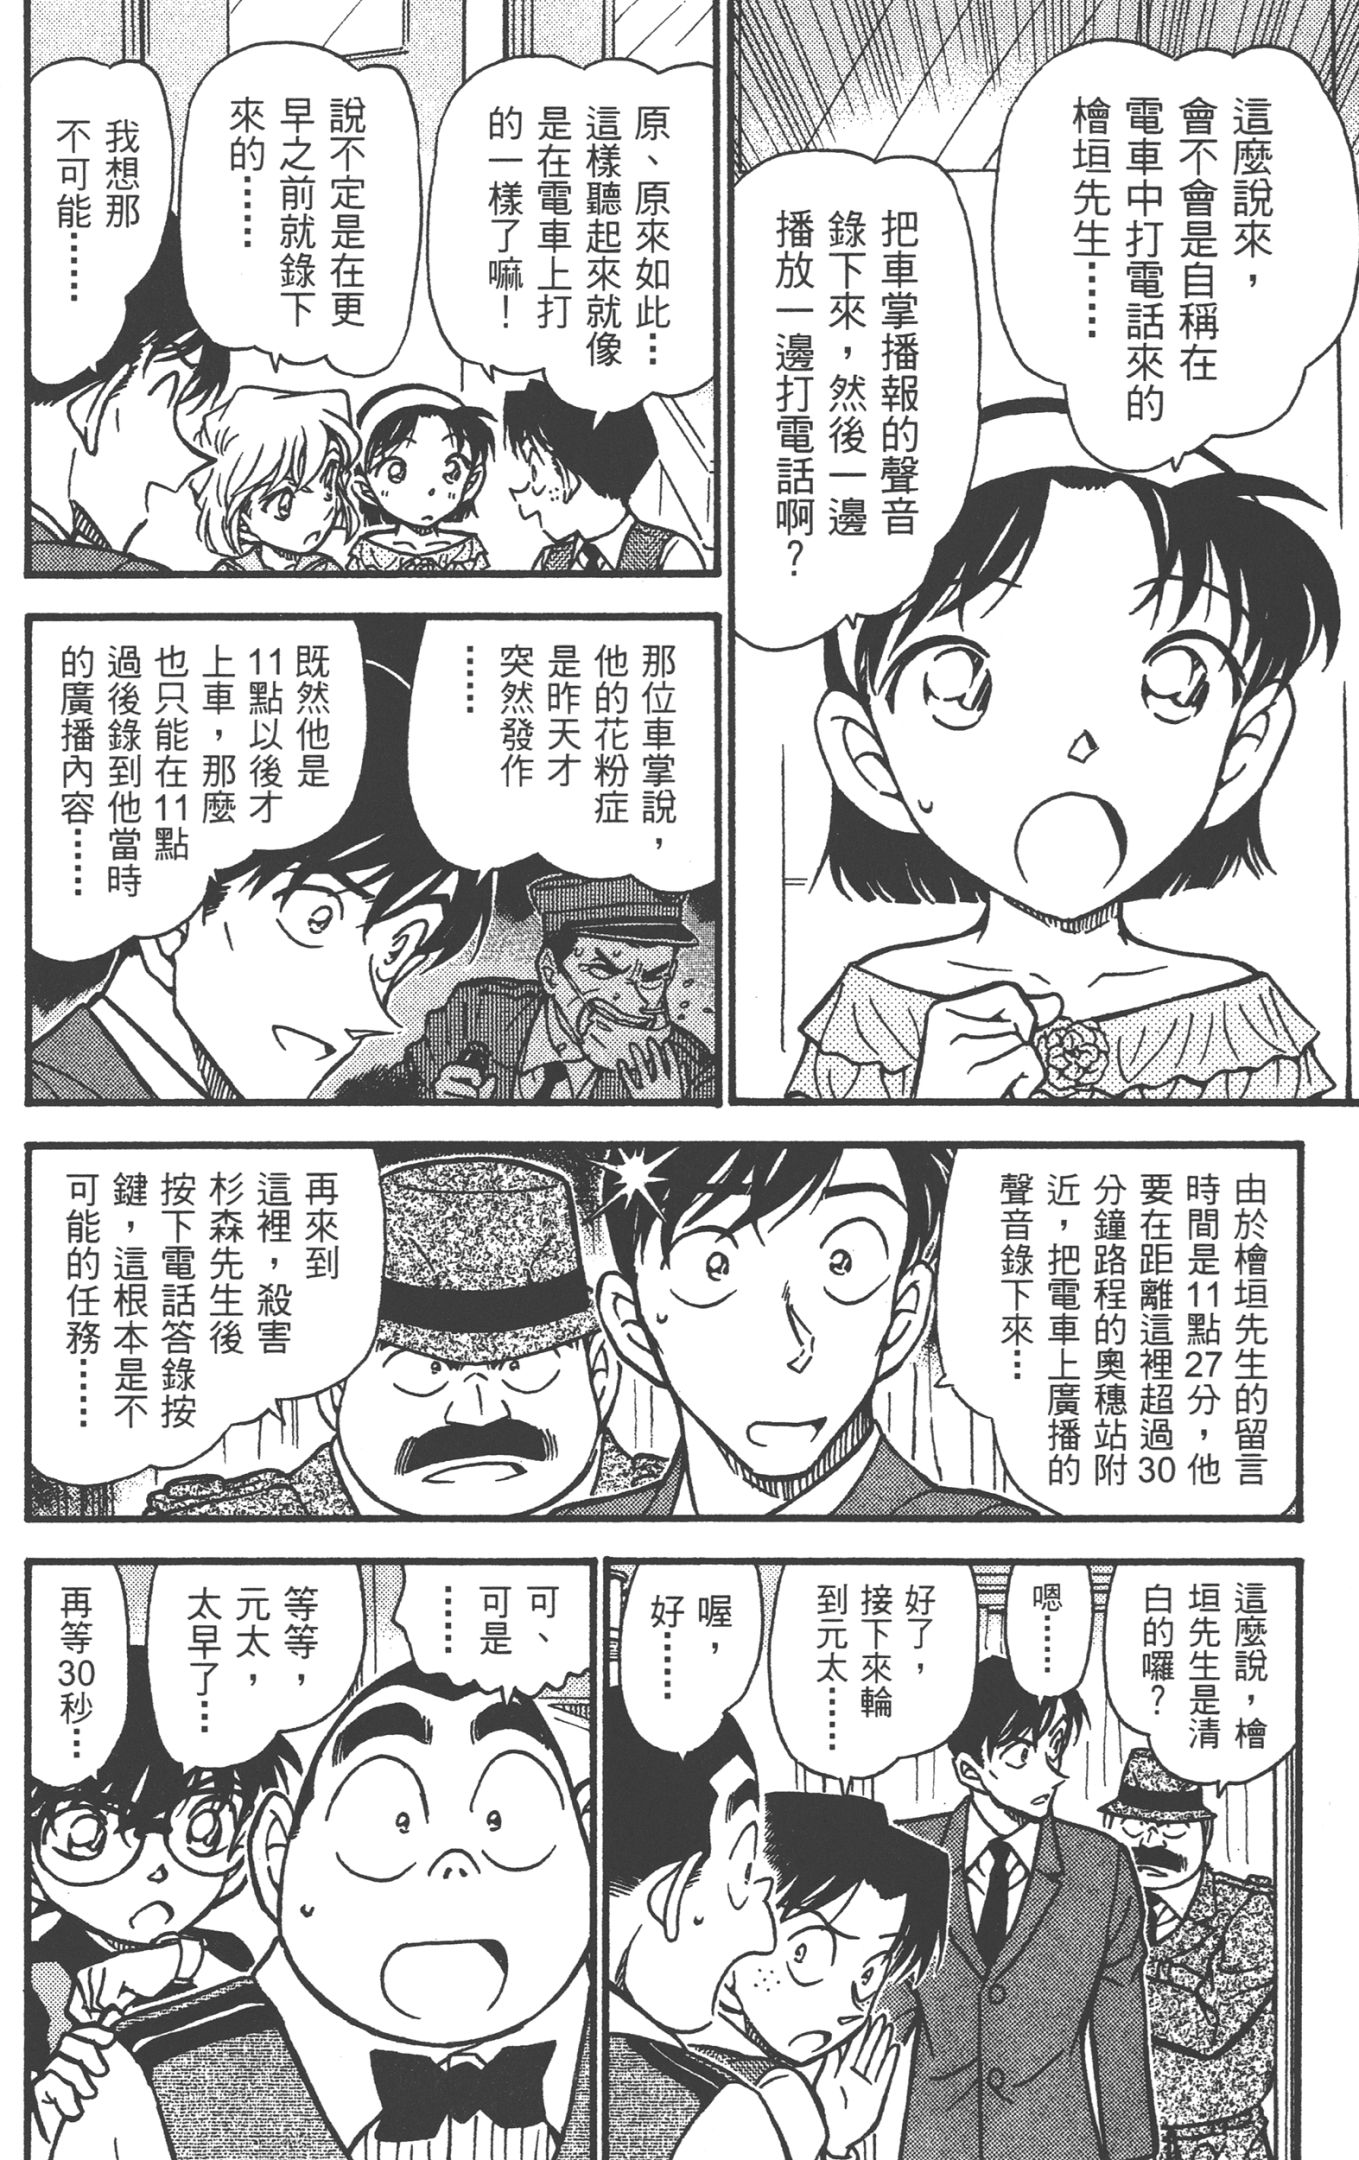 這麼說來，
會不會是自稱在
電車中打電話來的
檜垣先生……
把車掌播報的聲音
錄下來，然後一邊
播放一邊打電話啊？
原、原來如此…
這樣聽起來就像
是在電車上打
的一樣了嘛！
說不定是在更
早之前就錄下
來的……
我想那
不可能……
那位車掌說，
他的花粉症
是昨天才
突然發作
……
既然他是
11點以後才
上車，那麼
也只能在11點
過後錄到他當時
的廣播內容……
由於檜垣先生的留言
時間是11點27分，他
要在距離這裡超過30
分鐘路程的奧穗站附
近，把電車上廣播的
聲音錄下來…
再來到
這裡，殺害
杉森先生後
按下電話答錄按
鍵，這根本是不
可能的任務……
這麼說，檜
垣先生是清
白的囉？
嗯……
好了，
接下來輪
到元太……
喔，
好……
可、
可是
……
等等，
元太，
太早了…
再等30秒…